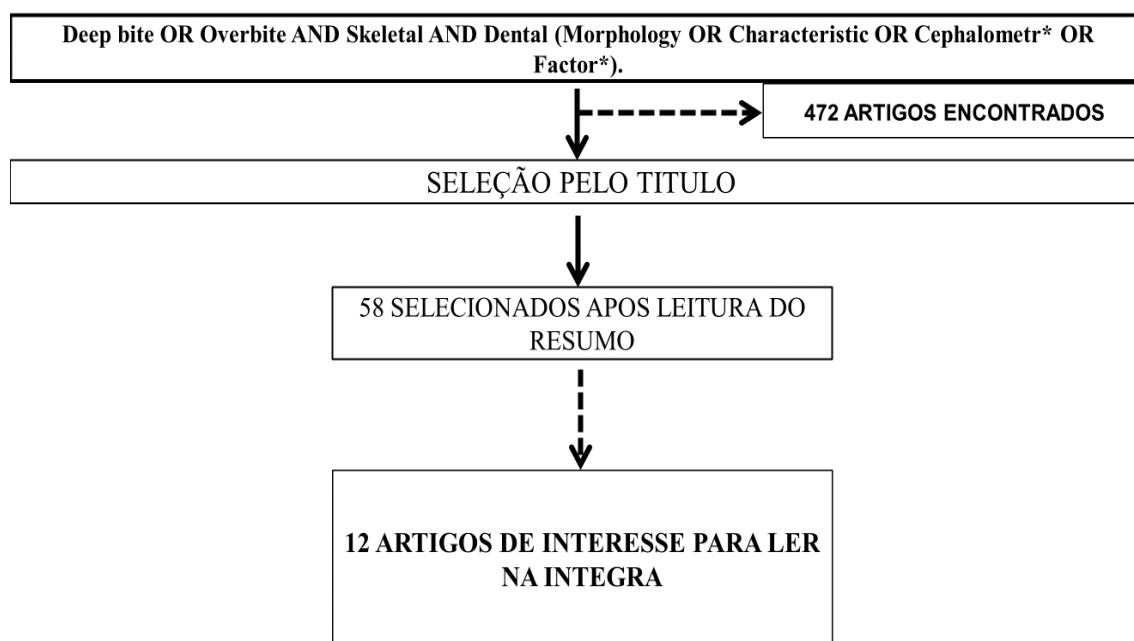 Deep bite OR Overbite AND Skeletal AND Dental (Morphology OR Characteristic OR Cephalometr* OR
Factor*).
472 ARTIGOS ENCONTRADOS
SELEÇÃO PELO TITULO
58 SELECIONADOS APOS LEITURA DO
RESUMO
12 ARTIGOS DE INTERESSE PARA LER
NA INTEGRA